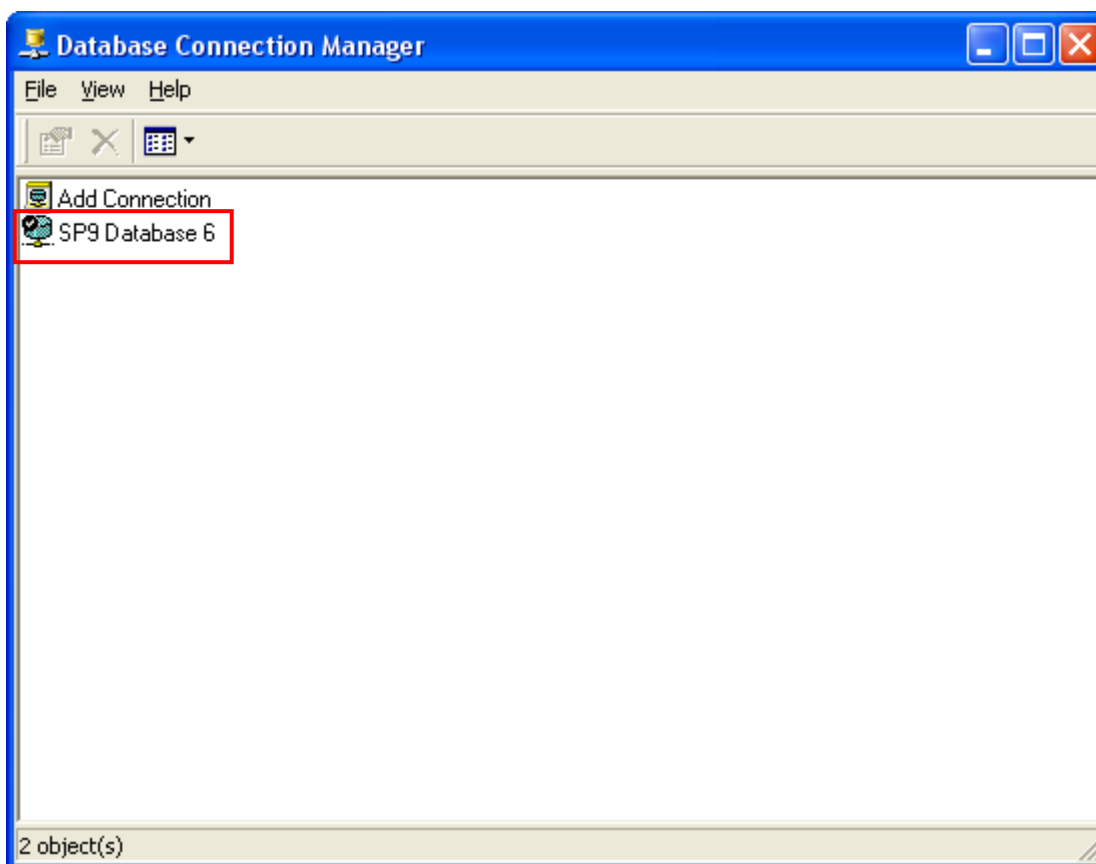 Database Connection Manager
File View Help
Add Connection
SP9 Database 6
2 object(s)